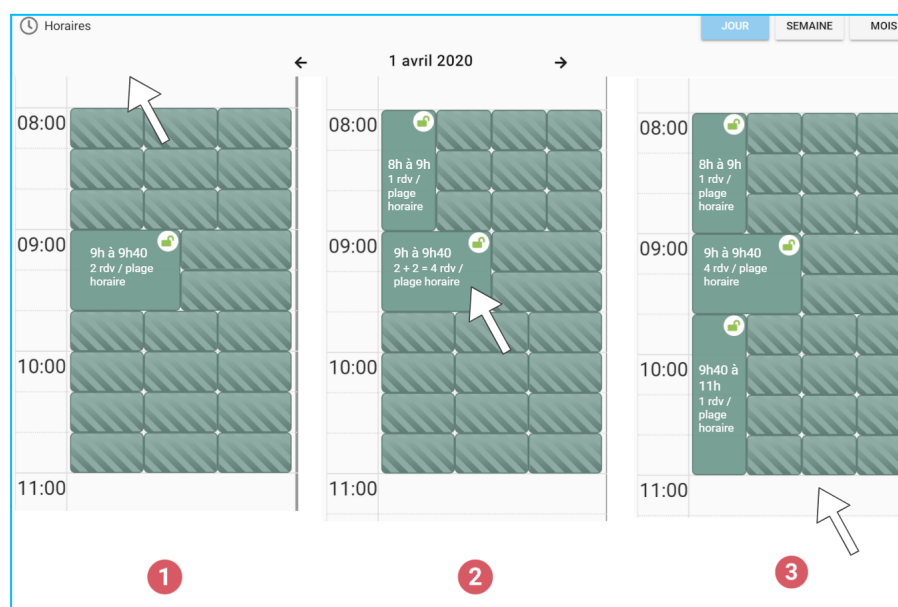 Horaires
JOUR
SEMAINE
MOIS
1 avril 2020
08:00
09:00
9h à 9h40
2 rdv / plage
horaire
10:00
11:00
1
08:00
8h à 9h
1 rdv /
plage
horaire
09:00
9h à 9h40
2 + 2 = 4 rdv /
plage horaire
10:00
11:00
2
08:00
8h à 9h
1 rdv /
plage
horaire
09:00
9h à 9h40
4 rdv / plage
horaire
10:00
9h40 à
11h
1 rdv /
plage
horaire
11:00
3